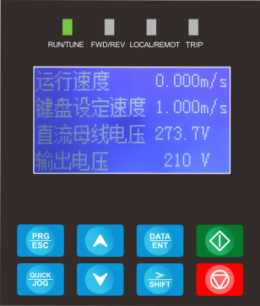 RUN/TUNE FWD/REV LOCAL/REMOT TRIP
运行速度 0.000m/s
键盘设定速度 1.000m/s
直流母线电压 273.7V
输出电压 210 V
PRG ESC
DATA ENT
QUICK JOG
> SHIFT